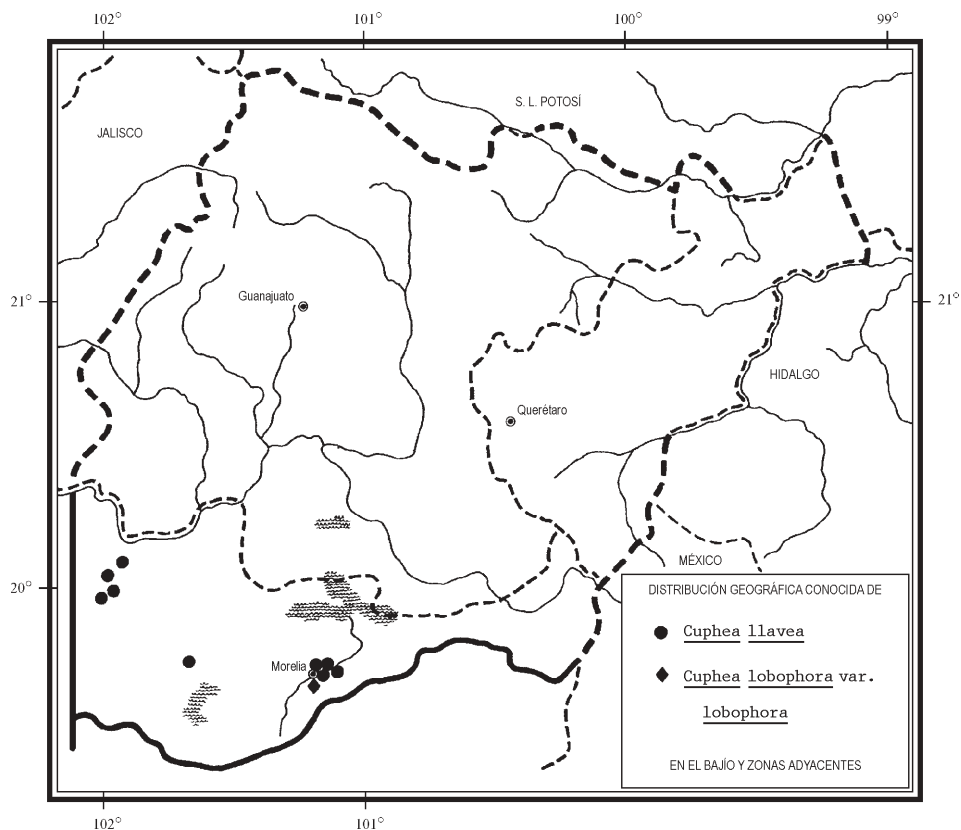 102° 101° 100° 99°
S. L. POTOSÍ
JALISCO
Guanajuato
21° 21°
HIDALGO
Querétaro
MÉXICO
20°
DISTRIBUCIÓN GEOGRÁFICA CONOCIDA DE
Cuphea llavea
Morelia
Cuphea lobophora var.
lobophora
EN EL BAJÍO Y ZONAS ADYACENTES
102° 101°